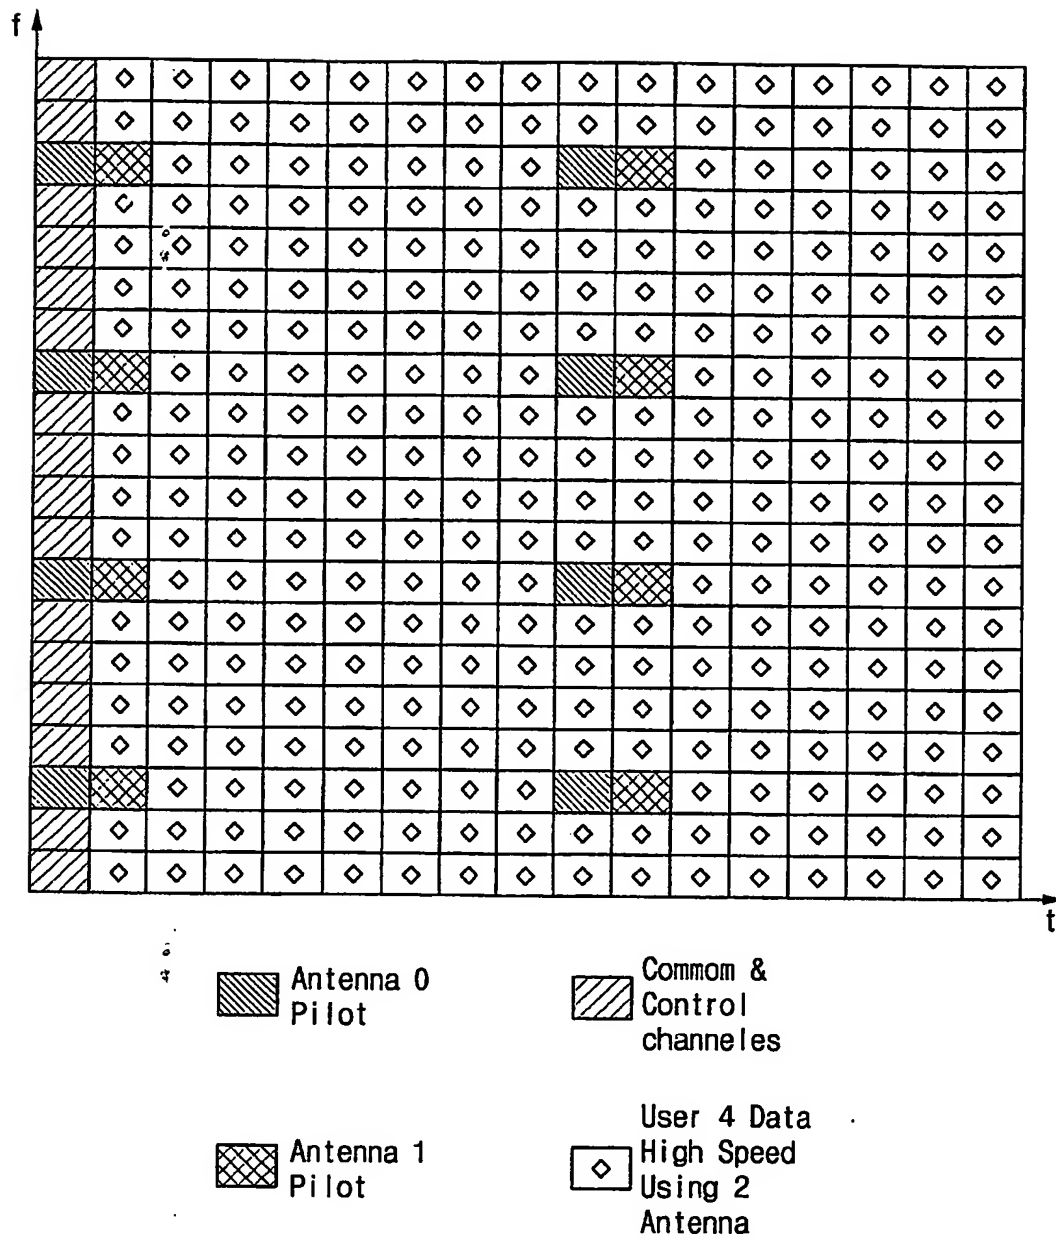 f
t
Antenna 0
Pilot
Commom &
Control
channeles
Antenna 1
Pilot
User 4 Data
High Speed
Using 2
Antenna